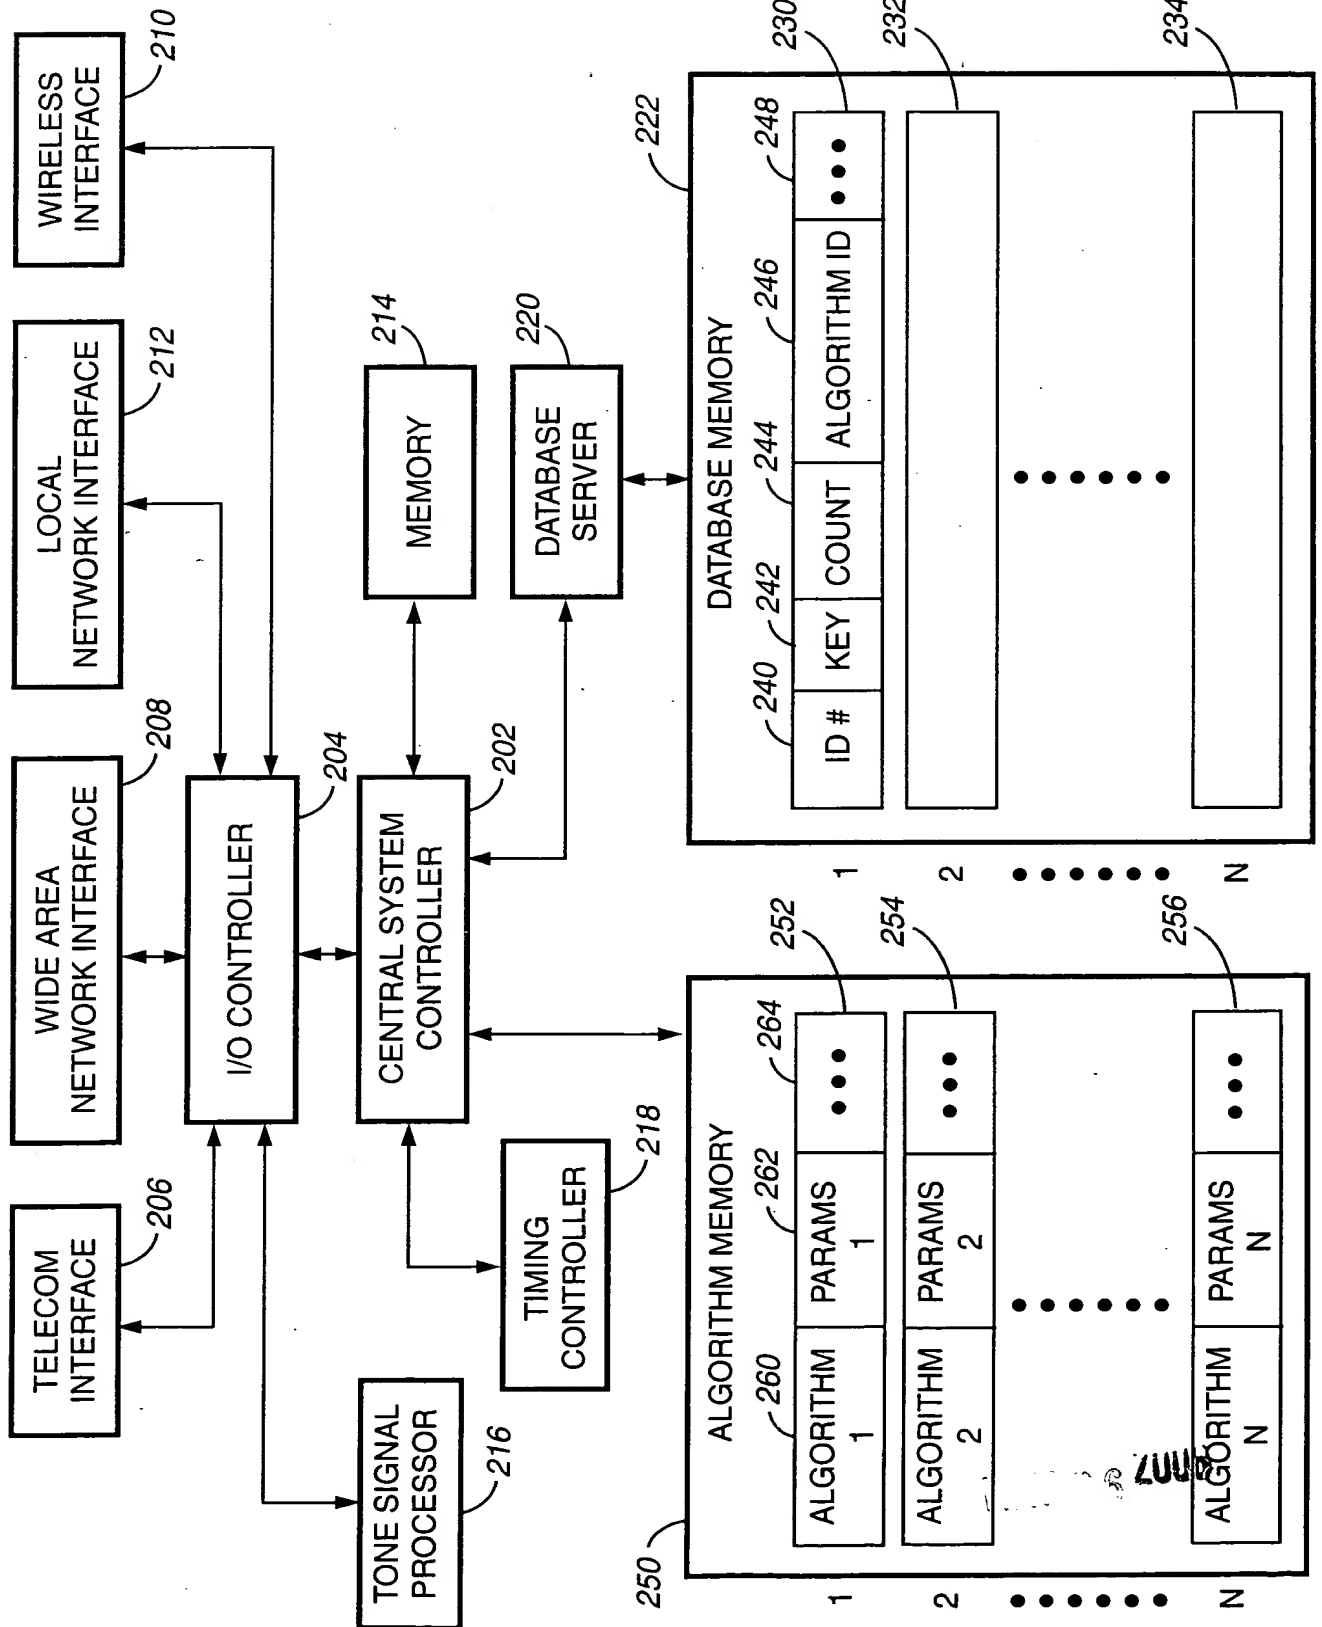 TELECOM
INTERFACE
206
WIDE AREA
NETWORK INTERFACE
208
LOCAL
NETWORK INTERFACE
212
WIRELESS
INTERFACE
210
I/O CONTROLLER
204
TONE SIGNAL
PROCESSOR
216
CENTRAL SYSTEM
CONTROLLER
202
MEMORY
214
TIMING
CONTROLLER
218
DATABASE
SERVER
220
250
ALGORITHM MEMORY
260
262
264
252
1
ALGORITHM
1
PARAMS
1
•••
254
2
ALGORITHM
2
PARAMS
2
•••
••••••
••••••
256
N
ALGORITHM
N
PARAMS
N
•••
222
DATABASE MEMORY
240
242
244
246
248
230
1
ID #
KEY
COUNT
ALGORITHM ID
•••
232
2
••••••
••••••
234
N